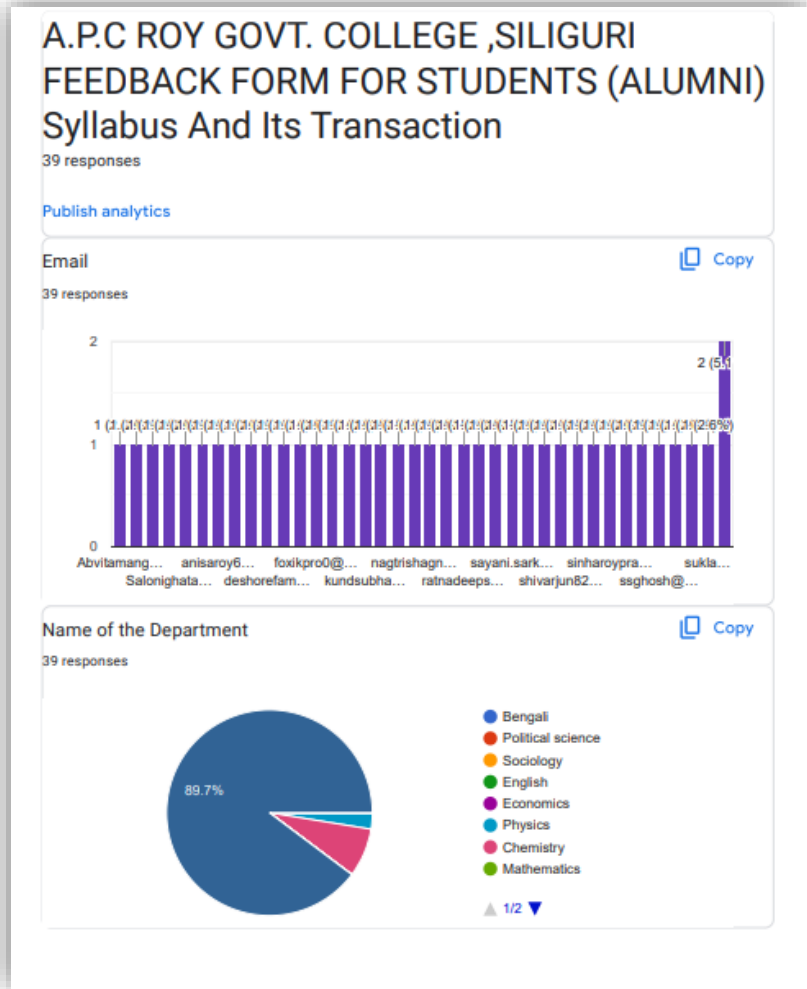 A.P.C ROY GOVT. COLLEGE ,SILIGURI
FEEDBACK FORM FOR STUDENTS (ALUMNI)
Syllabus And Its Transaction
39 responses
Publish analytics
Email
Copy
39 responses
2
2 (5.1
1
(2.6%)
1
0
Abvitamang... anisaroy6... foxikpro0@... nagtrishagn... sayani.sark... sinharoypra... sukla...
Salonighata... deshorefam... kundsubha... ratnadeeps... shivarjun82... ssghosh@...
Name of the Department
Copy
39 responses
89.7%
Bengali
Political science
Sociology
English
Economics
Physics
Chemistry
Mathematics
1/2